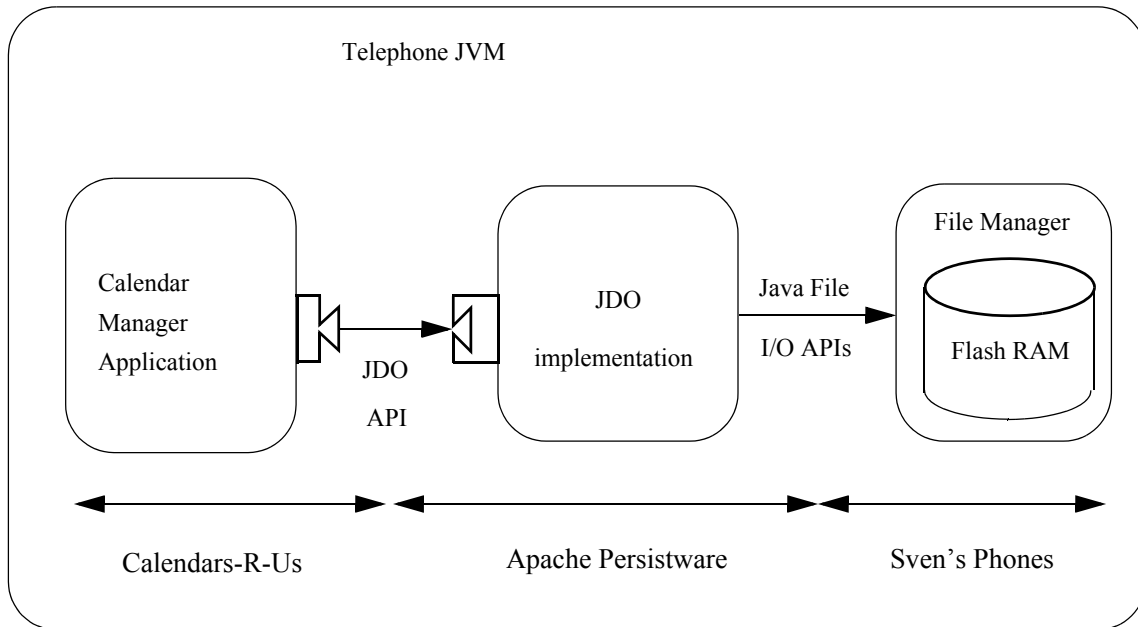 Telephone JVM
Calendar
Manager
Application
JDO
API
JDO
implementation
Java File
I/O APIs
File Manager
Flash RAM
Calendars-R-Us
Apache Persistware
Sven’s Phones